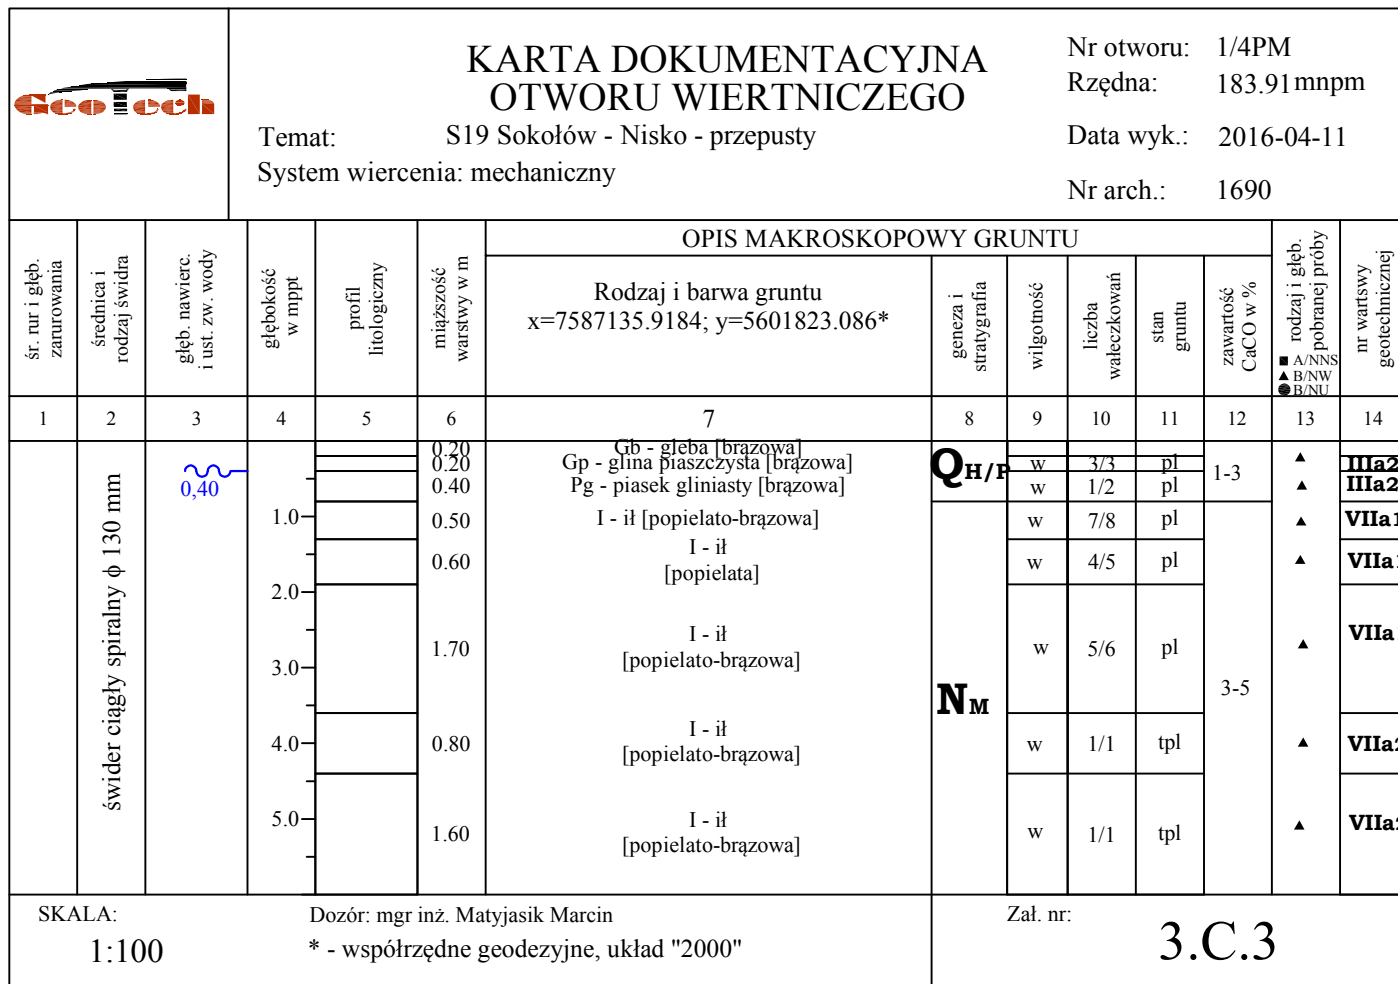 GeoTech
KARTA DOKUMENTACYJNA
OTWORU WIERTNICZEGO
Temat: S19 Sokołów - Nisko - przepusty
System wiercenia: mechaniczny
Nr otworu: 1/4PM
Rzędna: 183.91 mnpm
Data wyk.: 2016-04-11
Nr arch.: 1690
śr. rur i głęb.
zarurowania
średnica i
rodzaj świdra
głęb. nawierc.
i ust. zw. wody
głębokość
w mppt
profil
litologiczny
miąższość
warstwy w m
OPIS MAKROSKOPOWY GRUNTU
Rodzaj i barwa gruntu
x=7587135.9184; y=5601823.086*
geneza i
stratygrafia
wilgotność
liczba
wałeczkowań
stan
gruntu
zawartość
CaCO w %
rodzaj i głęb.
pobranej próby
A/NNS
B/NW
B/NU
nr wartswy
geotechnicznej
1 2 3 4 5 6 7 8 9 10 11 12 13 14
świder ciągły spiralny ϕ 130 mm
0,40
1.0
2.0
3.0
4.0
5.0
0.20 Gb - gleba [brązowa]
0.20 Gp - glina piaszczysta [brązowa] w 3/3 pl IIIa2
0.40 Pg - piasek gliniasty [brązowa] w 1/2 pl IIIa2
QH/P
1-3
0.50 I - ił [popielato-brązowa] w 7/8 pl VIIa1
0.60 I - ił
[popielata] w 4/5 pl VIIa1
1.70 I - ił
[popielato-brązowa] w 5/6 pl VIIa1
NM
3-5
0.80 I - ił
[popielato-brązowa] w 1/1 tpl VIIa2
1.60 I - ił
[popielato-brązowa] w 1/1 tpl VIIa2
SKALA:
1:100
Dozór: mgr inż. Matyjasik Marcin
* - współrzędne geodezyjne, układ "2000"
Zał. nr:
3.C.3